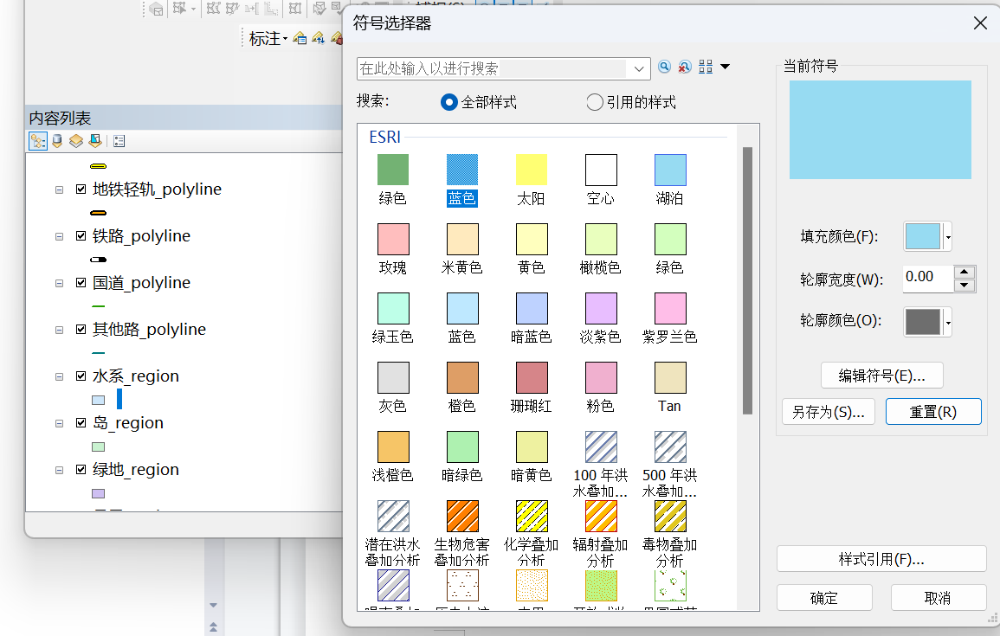 符号选择器
标注
在此处输入以进行搜索
当前符号
搜索:
全部样式
引用的样式
内容列表
ESRI
绿色
蓝色
太阳
空心
湖泊
地铁轻轨_polyline
铁路_polyline
国道_polyline
其他路_polyline
水系_region
岛_region
绿地_region
玫瑰
米黄色
黄色
橄榄色
绿色
绿玉色
蓝色
暗蓝色
淡紫色
紫罗兰色
灰色
橙色
珊瑚红
粉色
Tan
浅橙色
暗绿色
暗黄色
100 年洪
水叠加...
500 年洪
水叠加...
潜在洪水
叠加分析
生物危害
叠加分析
化学叠加
分析
辐射叠加
分析
毒物叠加
分析
填充颜色(F):
轮廓宽度(W):
0.00
轮廓颜色(O):
编辑符号(E)...
另存为(S)...
重置(R)
样式引用(F)...
确定
取消